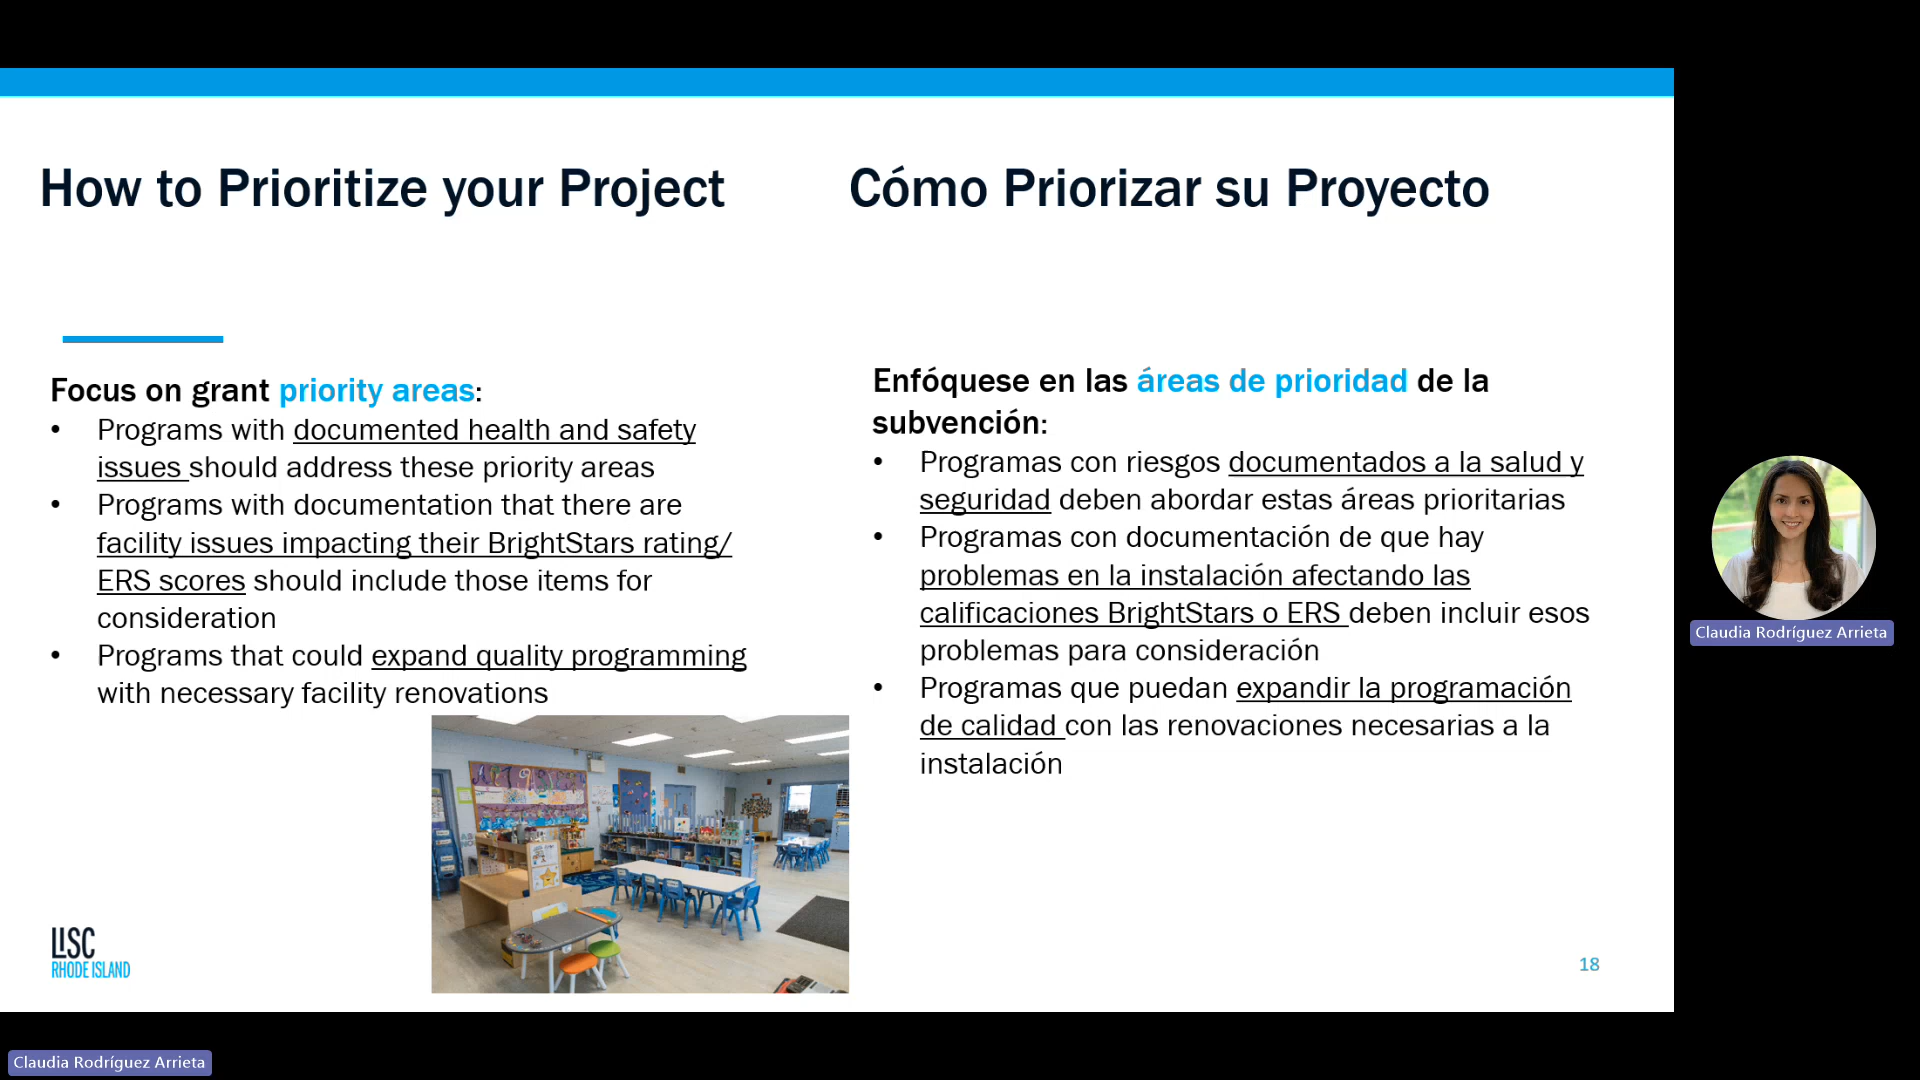 How to Prioritize your Project
Cómo Priorizar su Proyecto
Focus on grant priority areas:
• Programs with documented health and safety
issues should address these priority areas
• Programs with documentation that there are
facility issues impacting their BrightStars rating/
ERS scores should include those items for
consideration
• Programs that could expand quality programming
with necessary facility renovations
Enfóquese en las áreas de prioridad de la
subvención:
• Programas con riesgos documentados a la salud y
seguridad deben abordar estas áreas prioritarias
• Programas con documentación de que hay
problemas en la instalación afectando las
calificaciones BrightStars o ERS deben incluir esos
problemas para consideración
• Programas que puedan expandir la programación
de calidad con las renovaciones necesarias a la
instalación
LISC
RHODE ISLAND
18
Claudia Rodríguez Arrieta
Claudia Rodríguez Arrieta